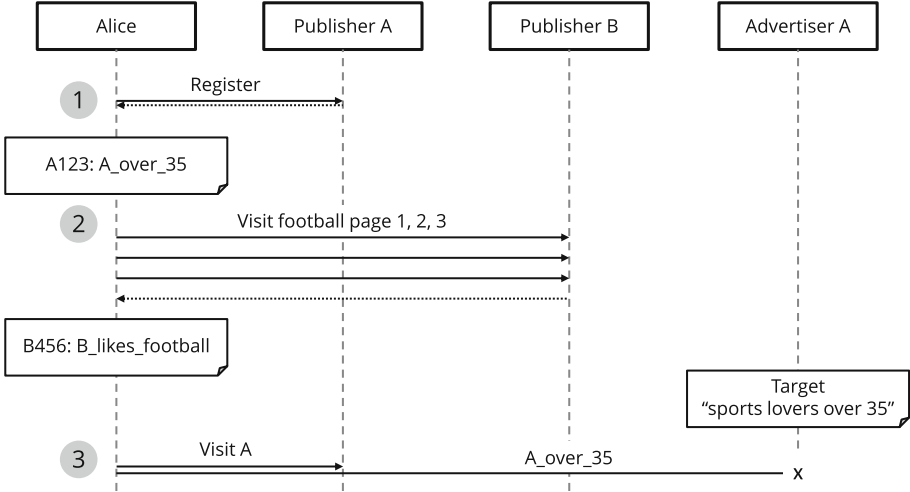 Alice
Publisher A
Publisher B
Advertiser A
Register
1
A123: A_over_35
2
Visit football page 1, 2, 3
B456: B_likes_football
Target
“sports lovers over 35”
3
Visit A
A_over_35
x